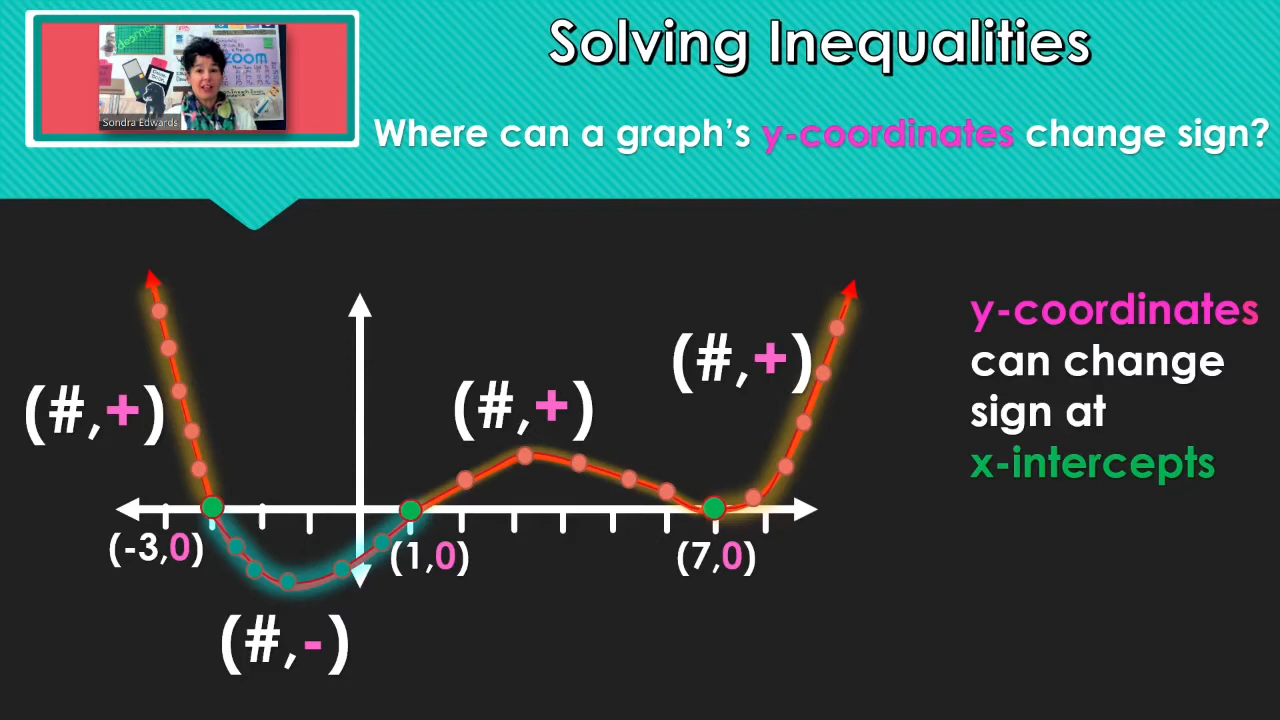 desmos
zoom
Sondra Edwards
Solving Inequalities
Where can a graph's y-coordinates change sign?
(#,+)
(#,+)
(#,+)
y-coordinates
can change
sign at
x-intercepts
(-3,0)
(1,0)
(7,0)
(#,-)